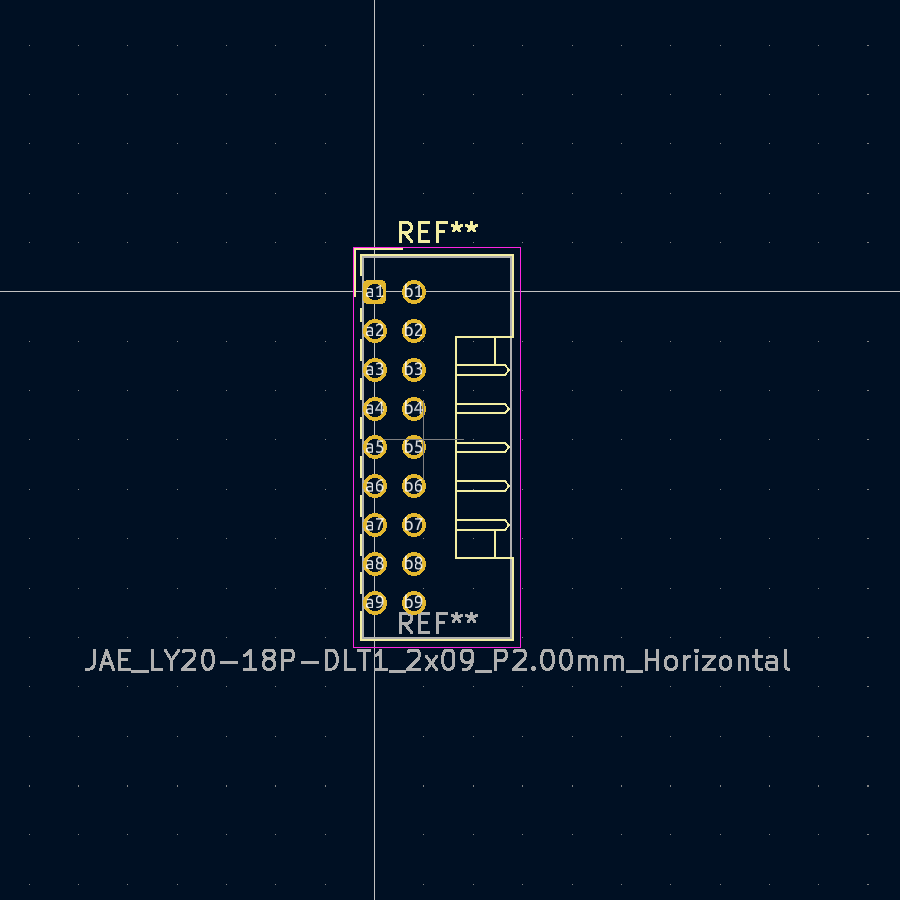 REF**
a1 b1
a2 b2
a3 b3
a4 b4
a5 b5
a6 b6
a7 b7
a8 b8
a9 b9
REF**
JAE_LY20-18P-DLT1_2x09_P2.00mm_Horizontal